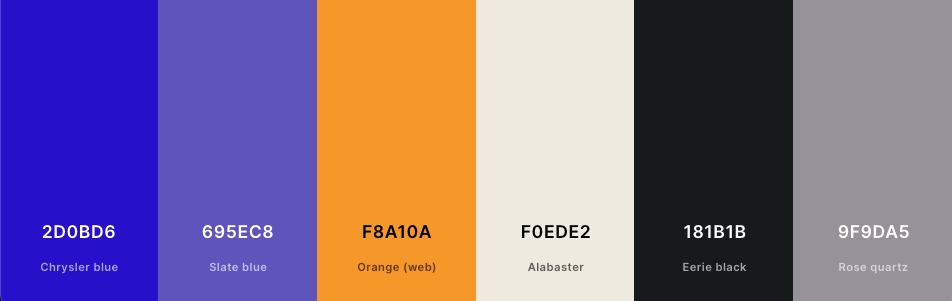 2D0BD6
Chrysler blue
695EC8
Slate blue
F8A10A
Orange (web)
F0EDE2
Alabaster
181B1B
Eerie black
9F9DA5
Rose quartz